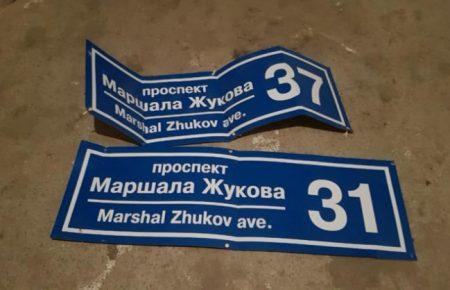 проспект
Маршала Жукова 37
Marshal Zhukov ave.
проспект
Маршала Жукова 31
Marshal Zhukov ave.